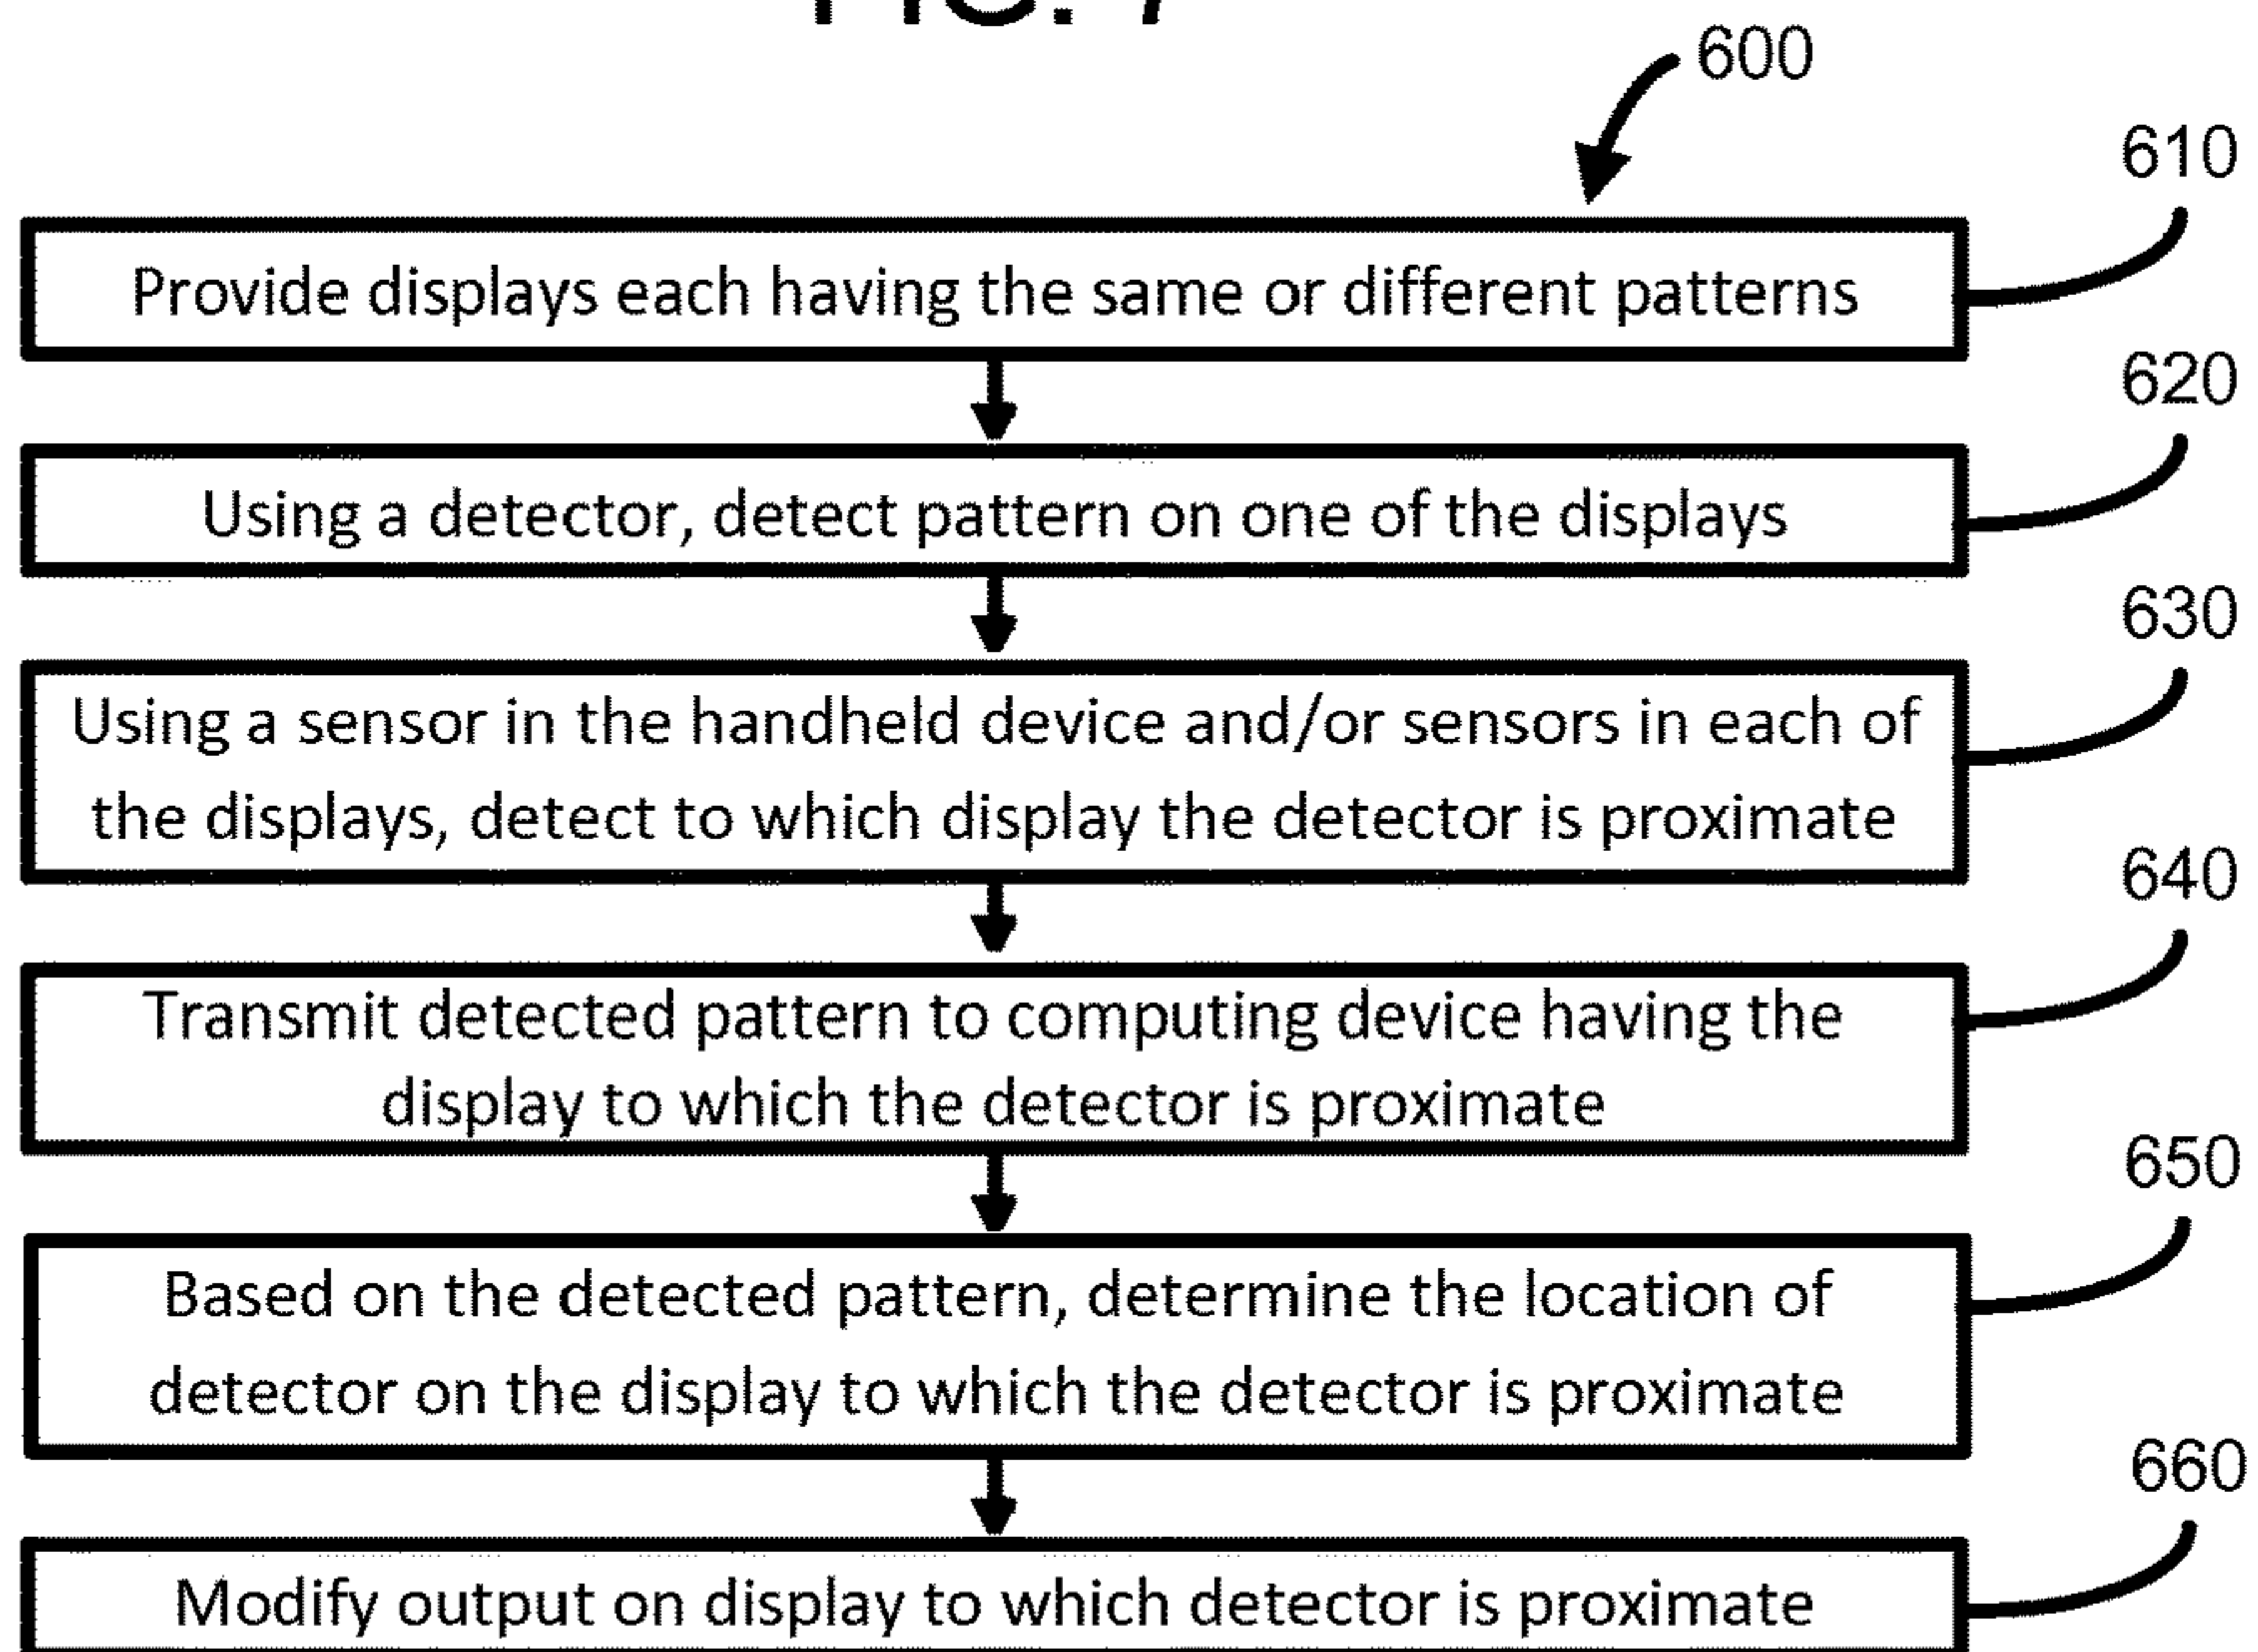 FIG. 7
600
610
Provide displays each having the same or different patterns
620
Using a detector, detect pattern on one of the displays
630
Using a sensor in the handheld device and/or sensors in each of
the displays, detect to which display the detector is proximate
640
Transmit detected pattern to computing device having the
display to which the detector is proximate
650
Based on the detected pattern, determine the location of
detector on the display to which the detector is proximate
660
Modify output on display to which detector is proximate